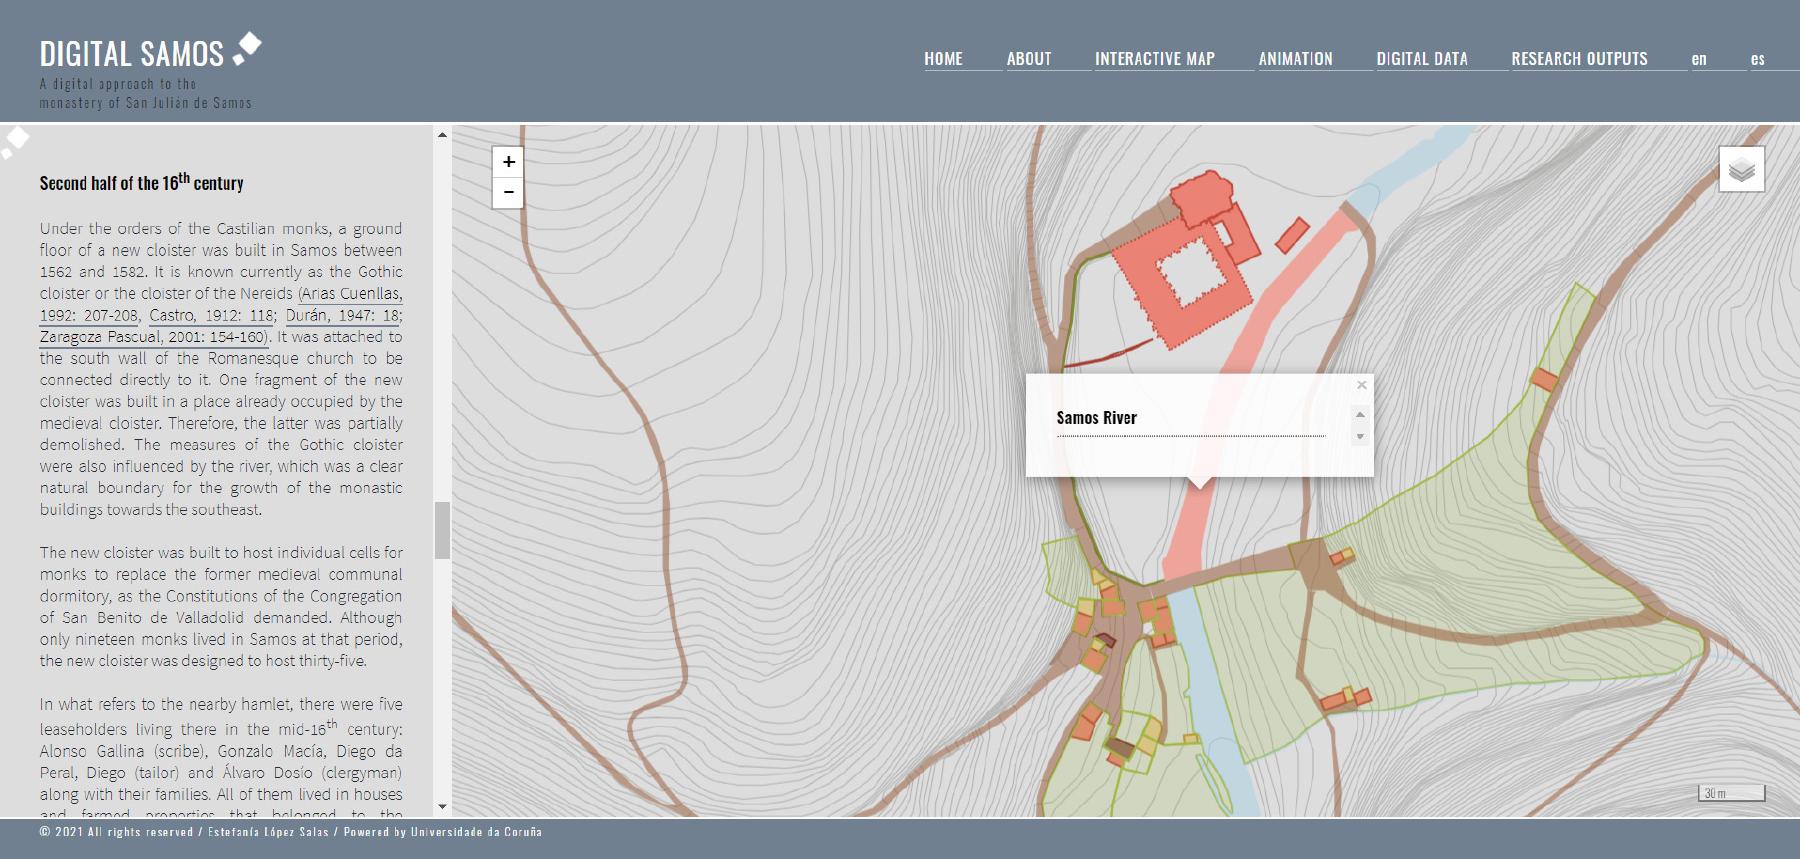 DIGITAL SAMOS
A digital approach to the
monastery of San Julián de Samos
HOME ABOUT INTERACTIVE MAP ANIMATION DIGITAL DATA RESEARCH OUTPUTS en es
Second half of the 16th century
Under the orders of the Castilian monks, a ground
floor of a new cloister was built in Samos between
1562 and 1582. It is known currently as the Gothic
cloister or the cloister of the Nereids (Arias Cuenllas,
1992: 207-208, Castro, 1912: 118; Durán, 1947: 18;
Zaragoza Pascual, 2001: 154-160). It was attached to
the south wall of the Romanesque church to be
connected directly to it. One fragment of the new
cloister was built in a place already occupied by the
medieval cloister. Therefore, the latter was partially
demolished. The measures of the Gothic cloister
were also influenced by the river, which was a clear
natural boundary for the growth of the monastic
buildings towards the southeast.
The new cloister was built to host individual cells for
monks to replace the former medieval communal
dormitory, as the Constitutions of the Congregation
of San Benito de Valladolid demanded. Although
only nineteen monks lived in Samos at that period,
the new cloister was designed to host thirty-five.
In what refers to the nearby hamlet, there were five
leaseholders living there in the mid-16th century:
Alonso Gallina (scribe), Gonzalo Macía, Diego da
Peral, Diego (tailor) and Álvaro Dosío (clergyman)
along with their families. All of them lived in houses
and farmed properties that belonged to the
+
−
×
Samos River
30 m
© 2021 All rights reserved / Estefanía López Salas / Powered by Universidade da Coruña